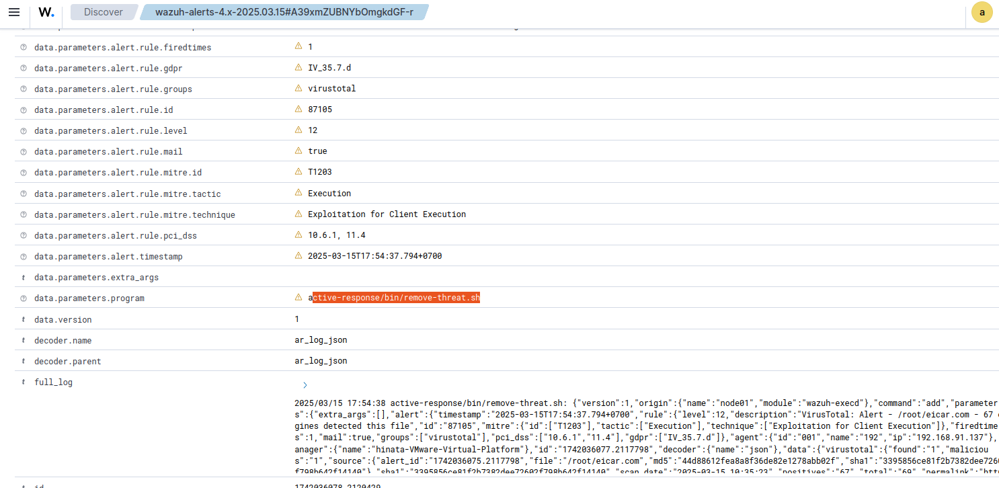 W. Discover wazuh-alerts-4.x-2025.03.15#A39xmZUBNYbOmgkdGF-r a
data.parameters.alert.rule.firedtimes 1
data.parameters.alert.rule.gdpr IV_35.7.d
data.parameters.alert.rule.groups virustotal
data.parameters.alert.rule.id 87105
data.parameters.alert.rule.level 12
data.parameters.alert.rule.mail true
data.parameters.alert.rule.mitre.id T1203
data.parameters.alert.rule.mitre.tactic Execution
data.parameters.alert.rule.mitre.technique Exploitation for Client Execution
data.parameters.alert.rule.pci_dss 10.6.1, 11.4
data.parameters.alert.timestamp 2025-03-15T17:54:37.794+0700
t data.parameters.extra_args
data.parameters.program active-response/bin/remove-threat.sh
t data.version 1
t decoder.name ar_log_json
t decoder.parent ar_log_json
t full_log
2025/03/15 17:54:38 active-response/bin/remove-threat.sh: {"version":1,"origin":{"name":"node01","module":"wazuh-execd"},"command":"add","parameter
s":{"extra_args":[],"alert":{"timestamp":"2025-03-15T17:54:37.794+0700","rule":{"level":12,"description":"VirusTotal: Alert - /root/eicar.com - 67 e
gines detected this file","id":"87105","mitre":{"id":["T1203"],"tactic":["Execution"],"technique":["Exploitation for Client Execution"]},"firedtime
s":1,"mail":true,"groups":["virustotal"],"pci_dss":["10.6.1","11.4"],"gdpr":["IV_35.7.d"]},"agent":{"id":"001","name":"192","ip":"192.168.91.137"},
anager":{"name":"hinata-VMware-Virtual-Platform"},"id":"1742036077.2117798","decoder":{"name":"json"},"data":{"virustotal":{"found":"1","maliciou
s":"1","source":{"alert_id":"1742036075.2117798","file":"/root/eicar.com","md5":"44d88612fea8a8f36de82e1278abb02f","sha1":"3395856ce81f2b7382dee726
f798b642f14140"},"sha1":"3395856ce81f2b7382dee72602f798b642f14140","scan_date":"2025-03-15 10:35:23","positives":"67","total":"69","permalink":"htt
t id 1742036078.2120429